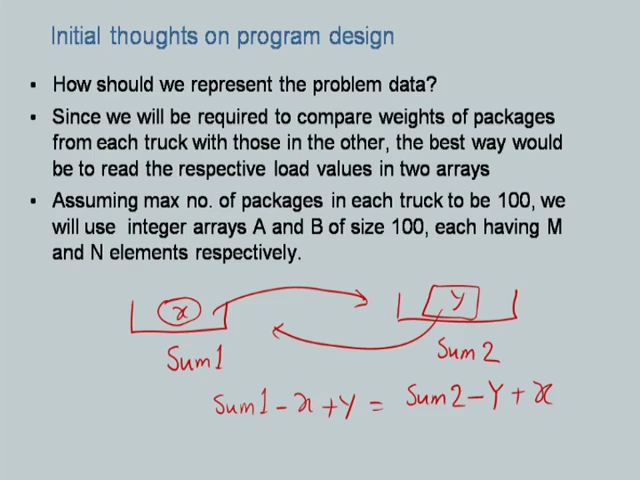 Initial thoughts on program design
▪ How should we represent the problem data?
▪ Since we will be required to compare weights of packages
from each truck with those in the other, the best way would
be to read the respective load values in two arrays
▪ Assuming max no. of packages in each truck to be 100, we
will use integer arrays A and B of size 100, each having M
and N elements respectively.
x y
Sum1 Sum2
Sum1 - x + y = Sum2 - y + x